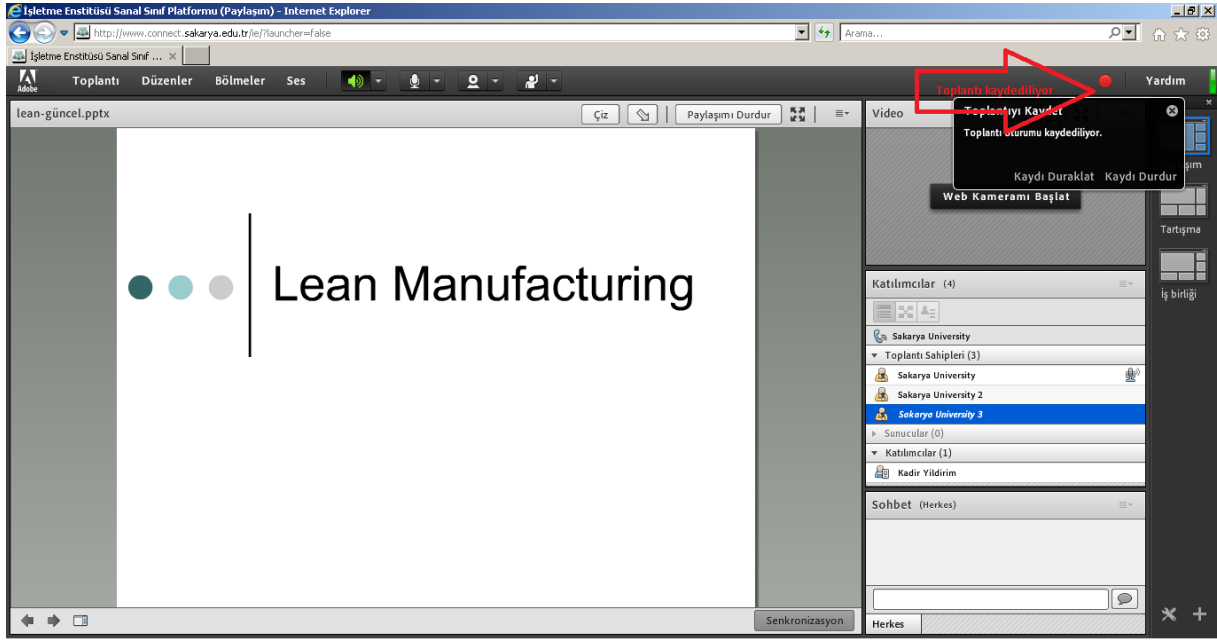 İşletme Enstitüsü Sanal Sınıf Platformu (Paylaşım) - Internet Explorer
http://www.connect.sakarya.edu.tr/ie/?launcher=false
Arama...
İşletme Enstitüsü Sanal Sınıf ...
Adobe
Toplantı Düzenler Bölmeler Ses
Toplantı kaydediliyor
Yardım
lean-güncel.pptx
Çiz
Paylaşımı Durdur
Video
Toplantıyı Kaydet
Toplantı oturumu kaydediliyor.
Kaydı Duraklat Kaydı Durdur
Web Kameramı Başlat
Tartışma
İş birliği
Lean Manufacturing
Katılımcılar (4)
Sakarya University
Toplantı Sahipleri (3)
Sakarya University
Sakarya University 2
Sakarya University 3
Sunucular (0)
Katılımcılar (1)
Kadir Yildirim
Sohbet (Herkes)
Senkronizasyon
Herkes